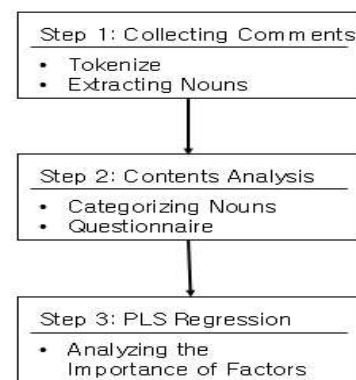 Step 1: Collecting Comments
• Tokenize
• Extracting Nouns
Step 2: Contents Analysis
• Categorizing Nouns
• Questionnaire
Step 3: PLS Regression
• Analyzing the
Importance of Factors